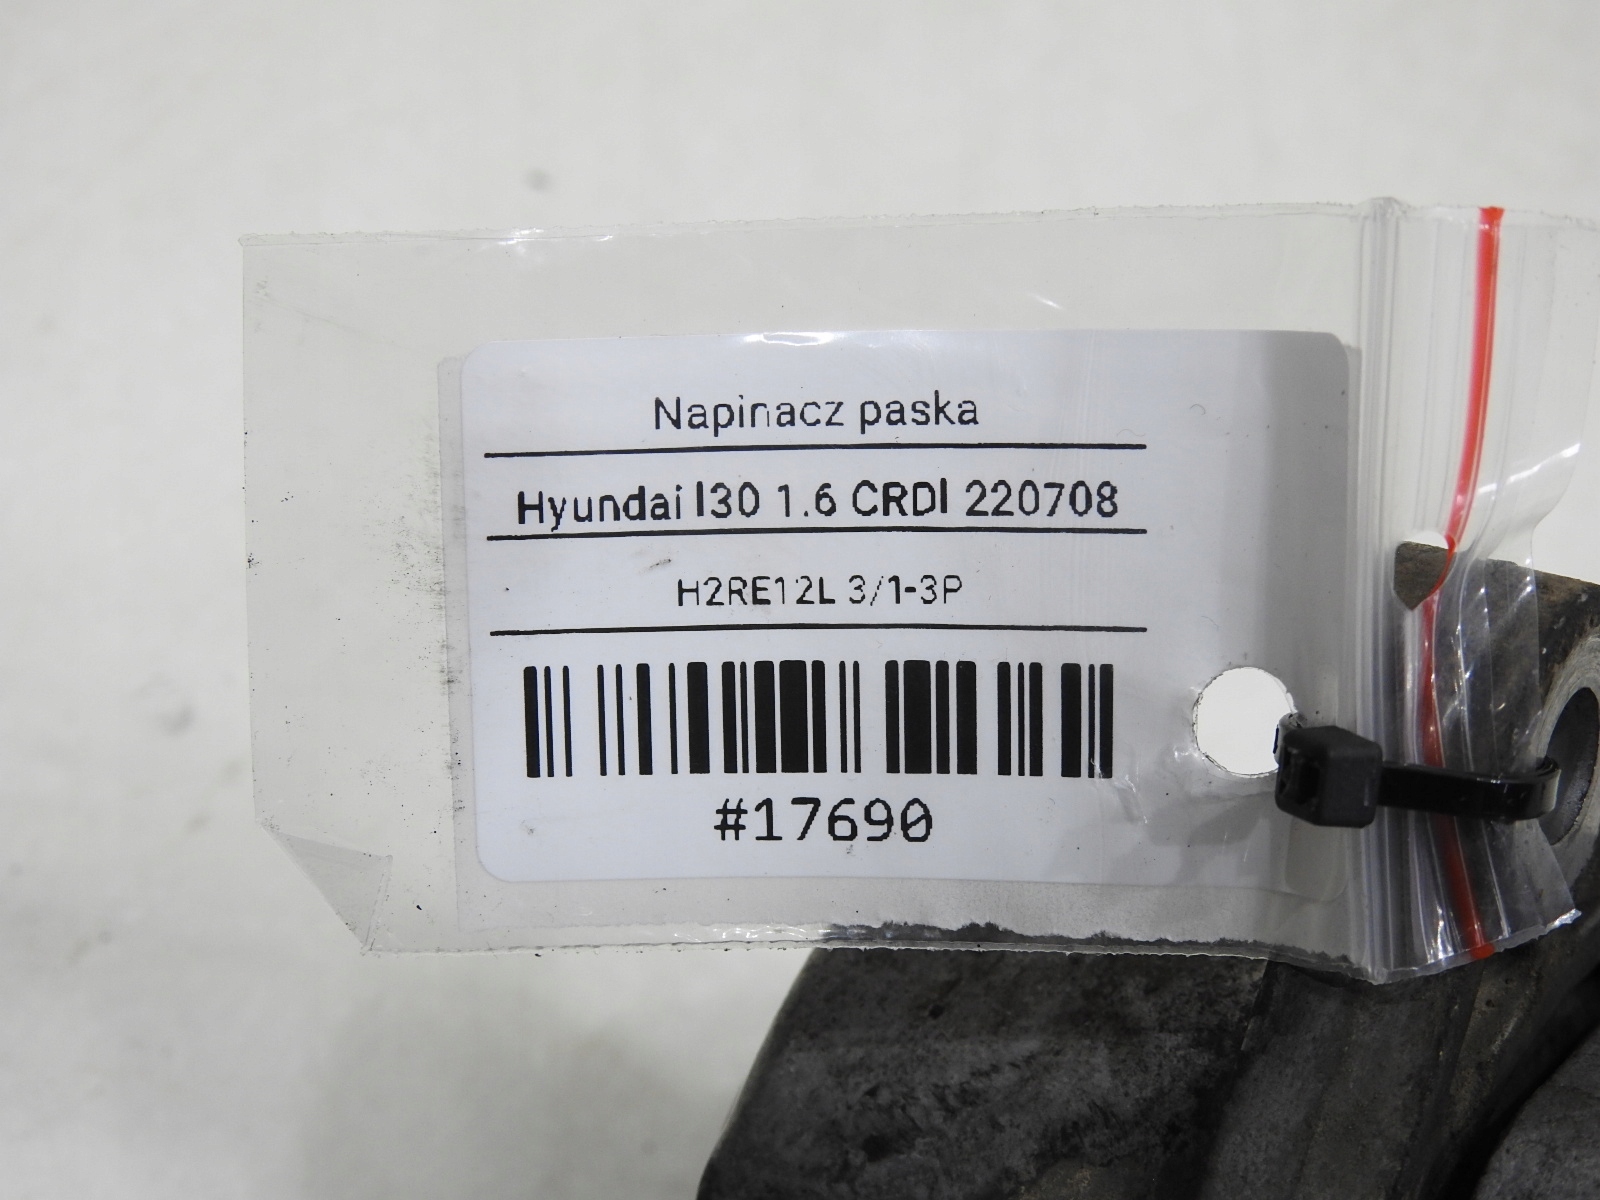 Napinacz paska
Hyundai I30 1.6 CRDI 220708
H2RE12L 3/1-3P
#17690